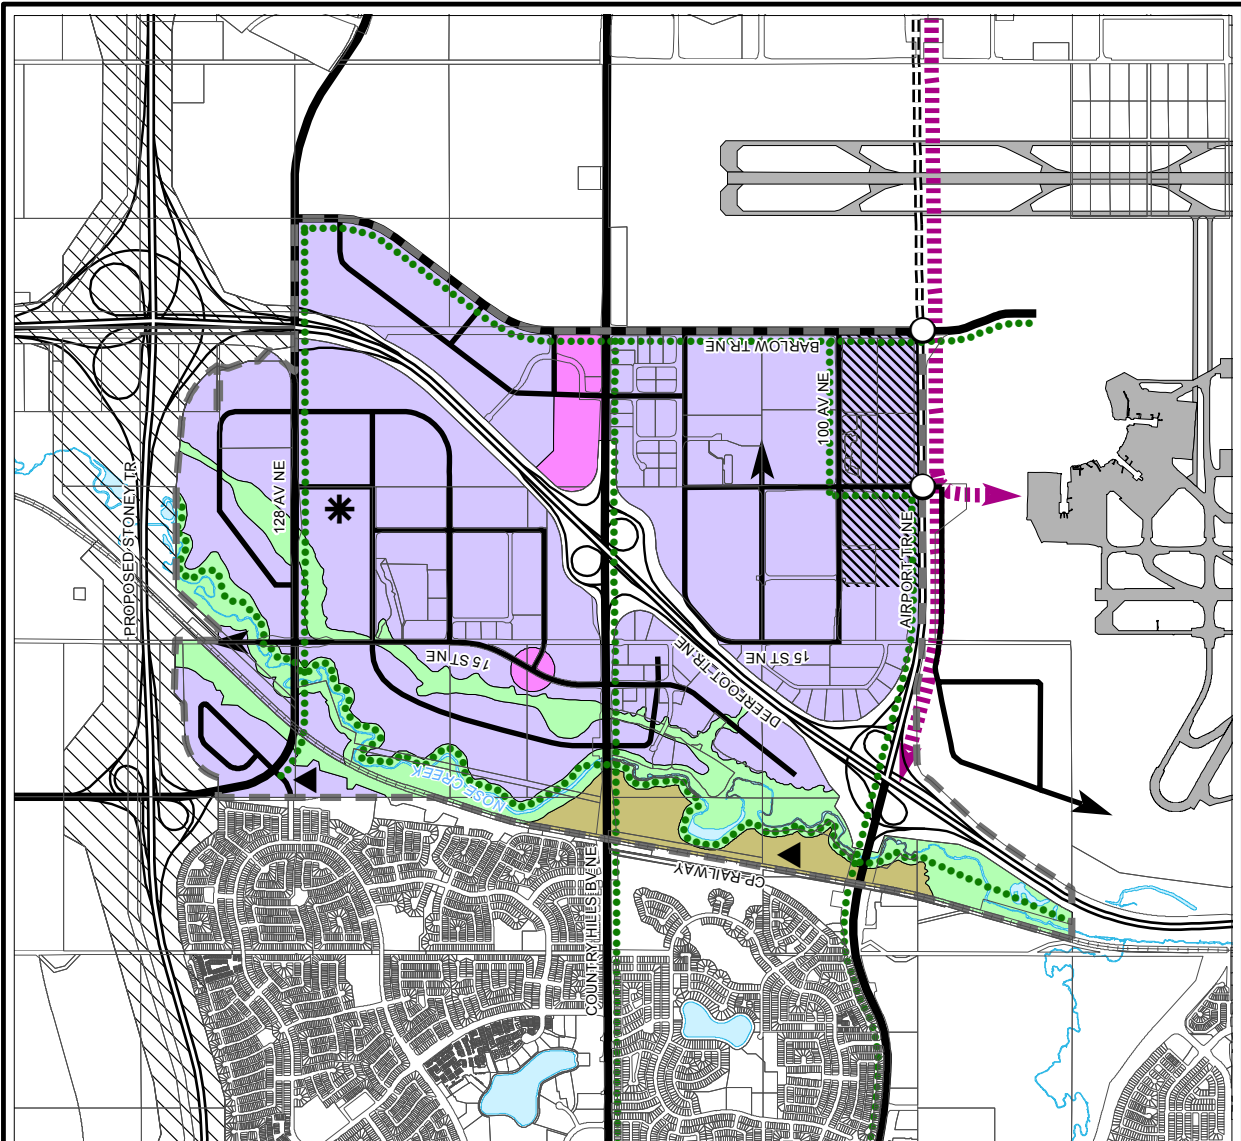 BARLOW TR NE
100 AV NE
PROPOSED STONEY TR
128 AV NE
AIRPORT TR NE
15 ST NE
15 ST NE
DEERFOOT TR NE
NOSE CREEK
CP RAILWAY
COUNTRY HILLS BV NE